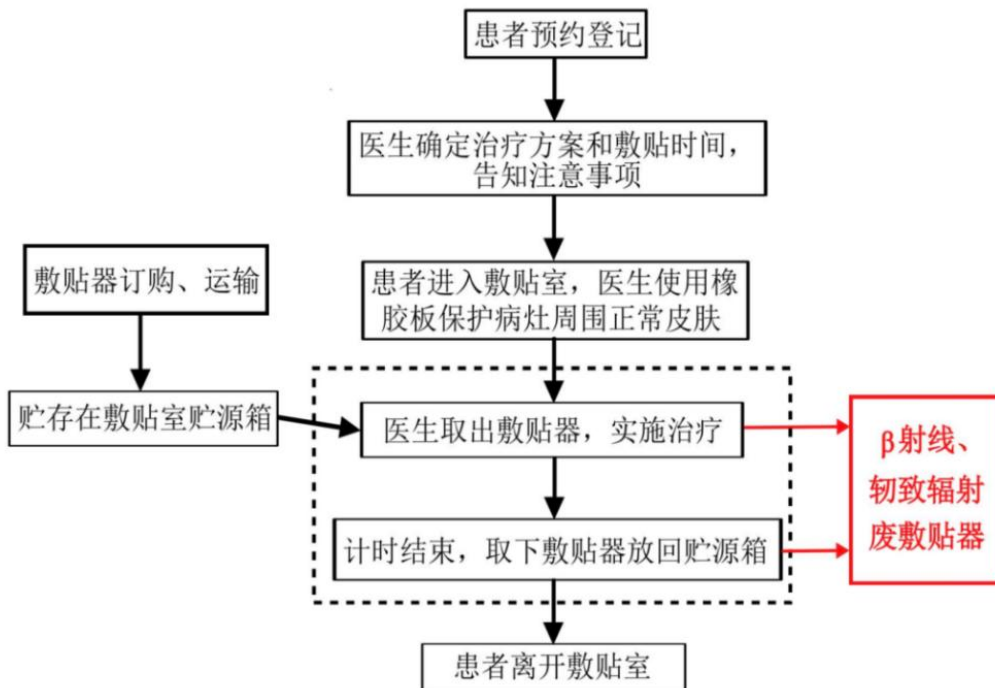 患者预约登记
医生确定治疗方案和敷贴时间,
告知注意事项
敷贴器订购、运输
患者进入敷贴室，医生使用橡
胶板保护病灶周围正常皮肤
贮存在敷贴室贮源箱
医生取出敷贴器，实施治疗
β射线、
轫致辐射
废敷贴器
计时结束，取下敷贴器放回贮源箱
患者离开敷贴室